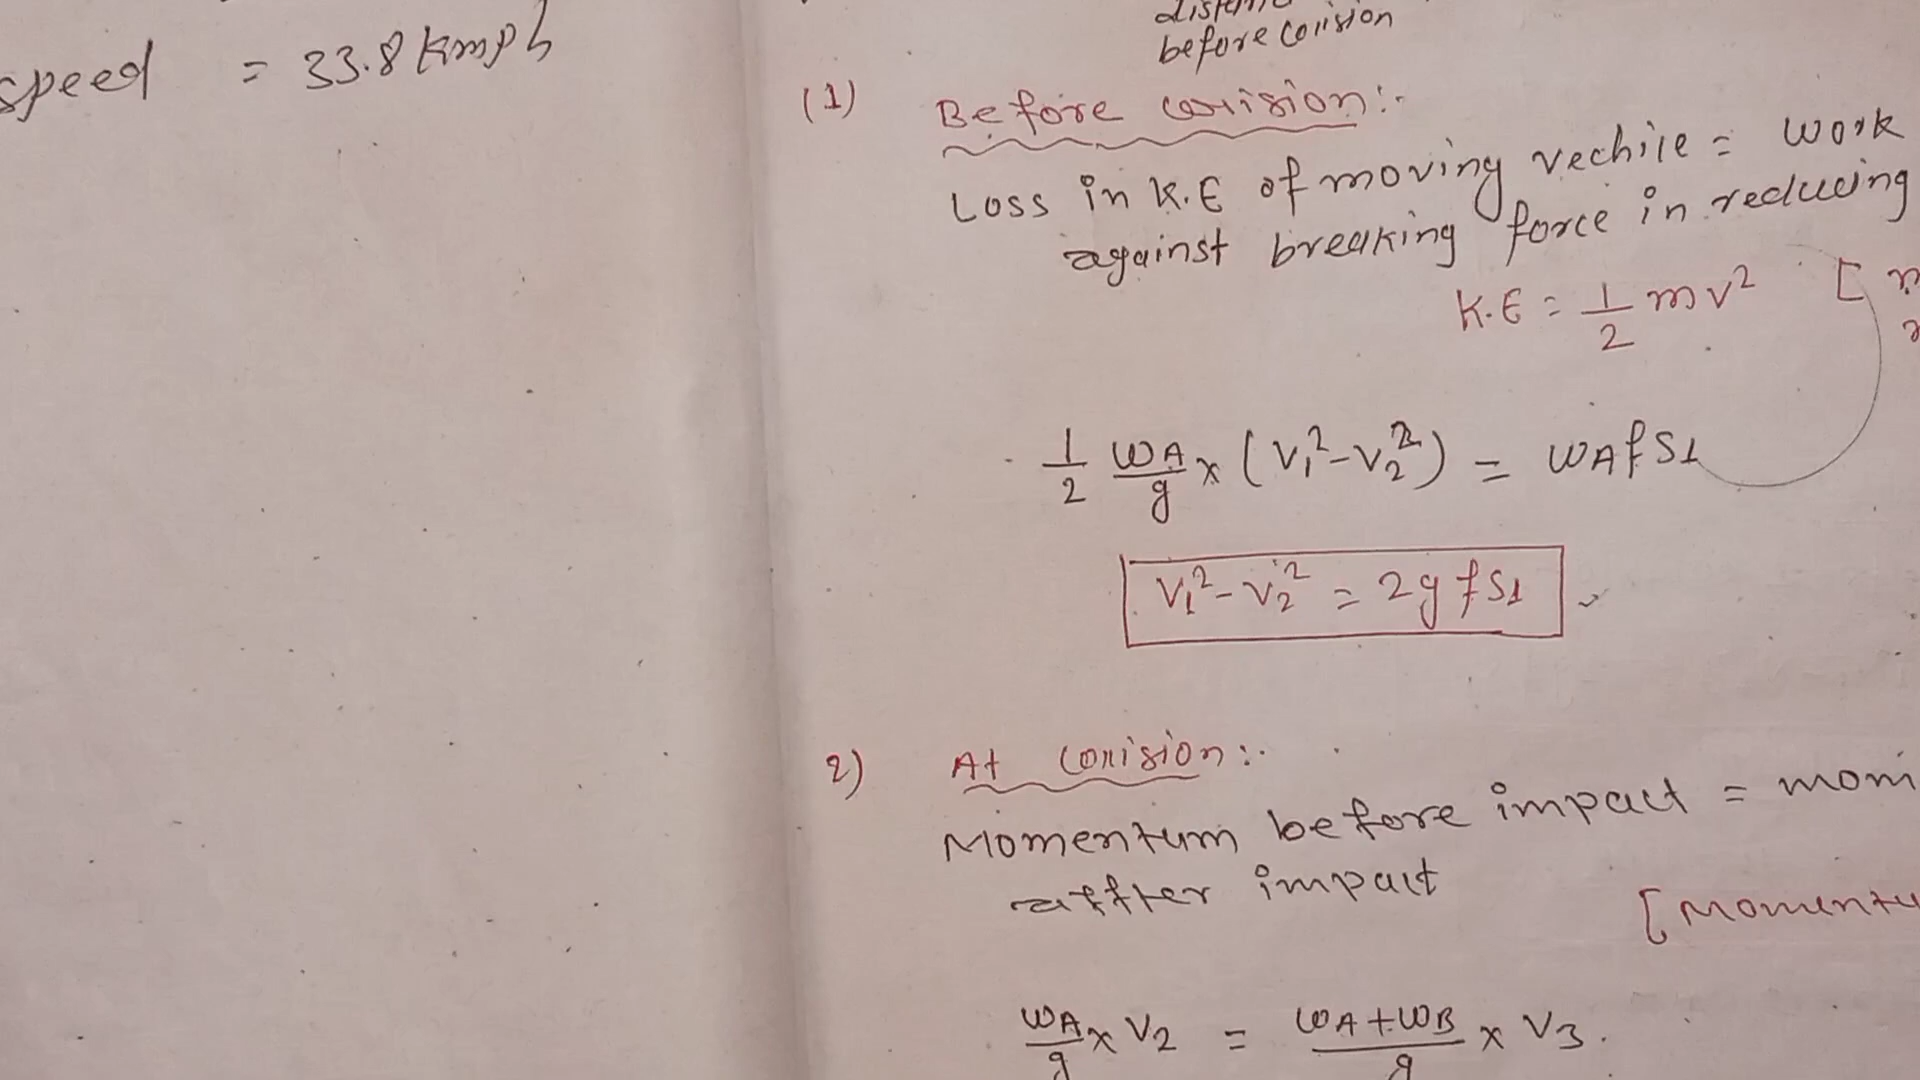 speed = 33.8 kmph
before collision
(1) Before collision:-
Loss in K.E of moving vechile = work
against breaking force in reducing
K.E = 1/2 mv² [
1/2 WA/g x (V₁²-V₂²) = WAfS1
V₁²-V₂² = 2gfS1
2) At collision:-
Momentum before impact = mom
after impact
[Momentu
WA/g x V2 = WA+WB/g x V3.